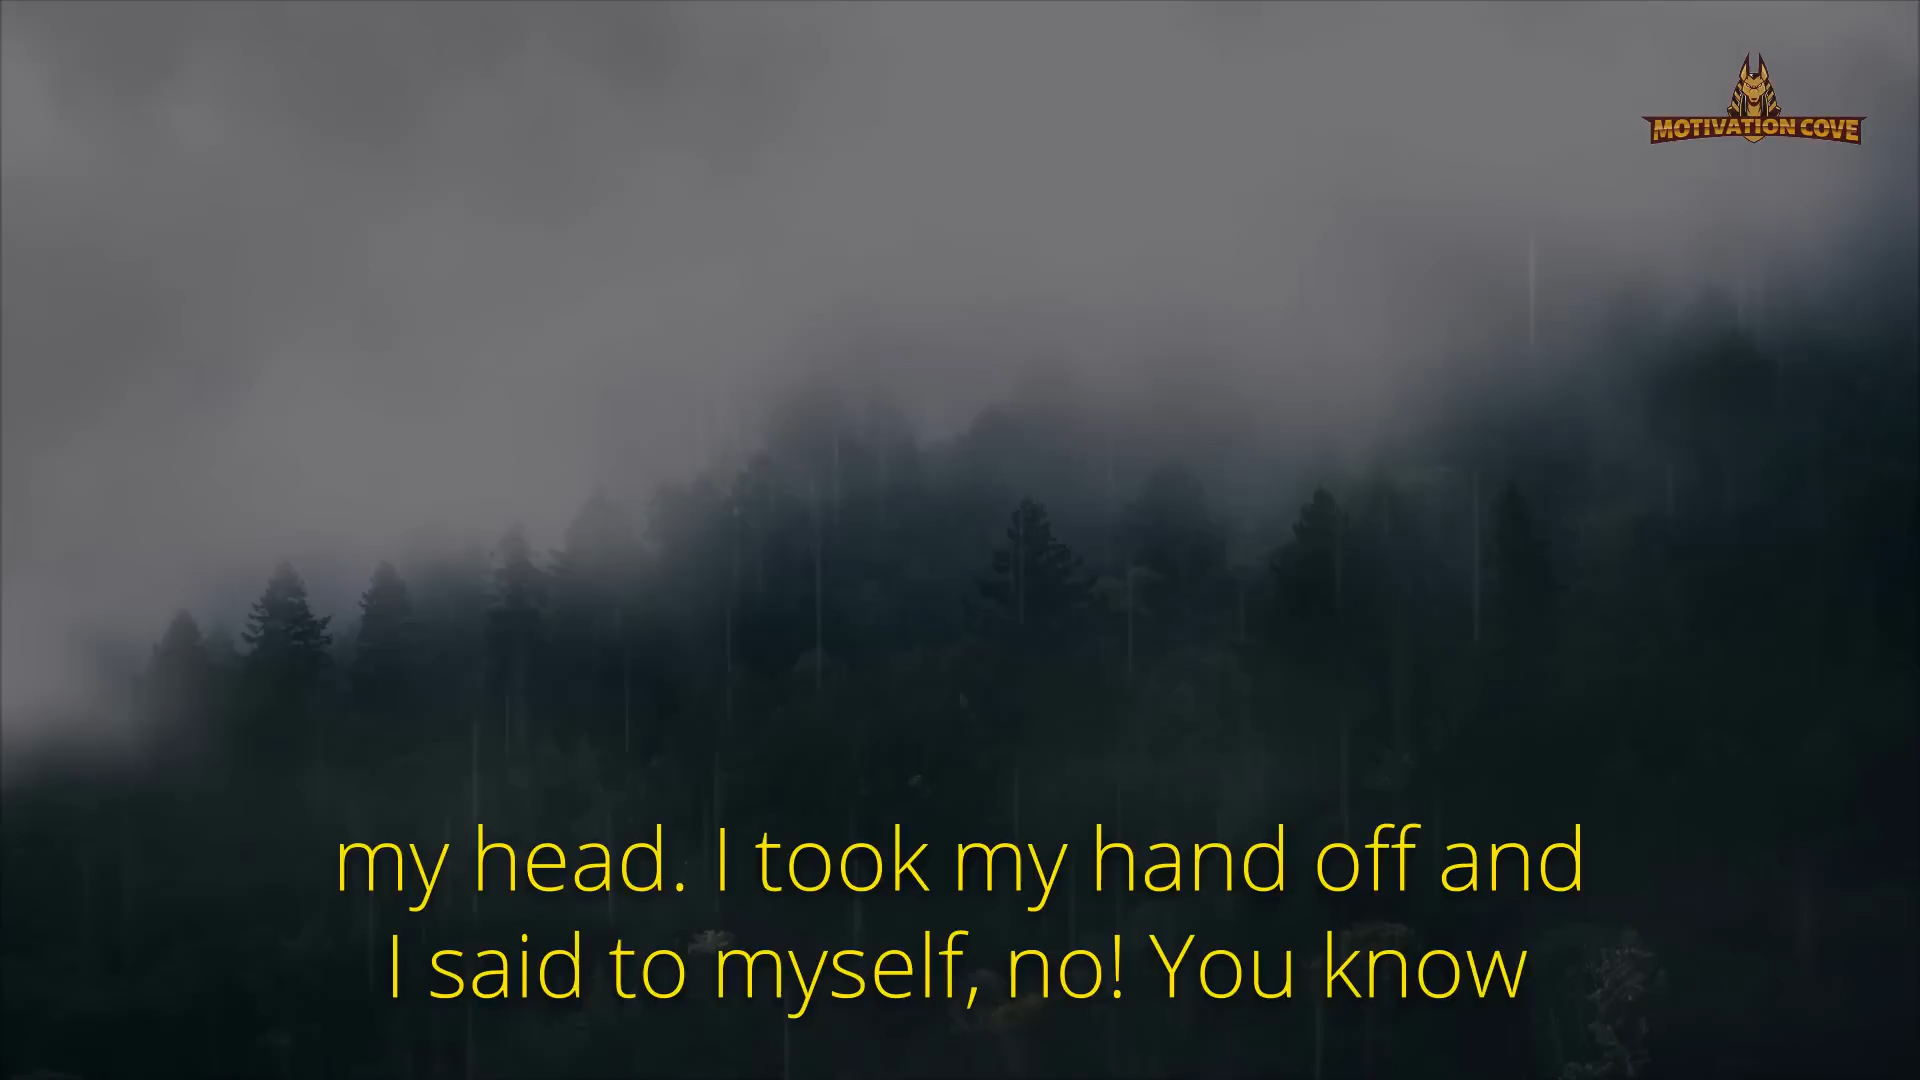 MOTIVATION COVE
my head. I took my hand off and
I said to myself, no! You know